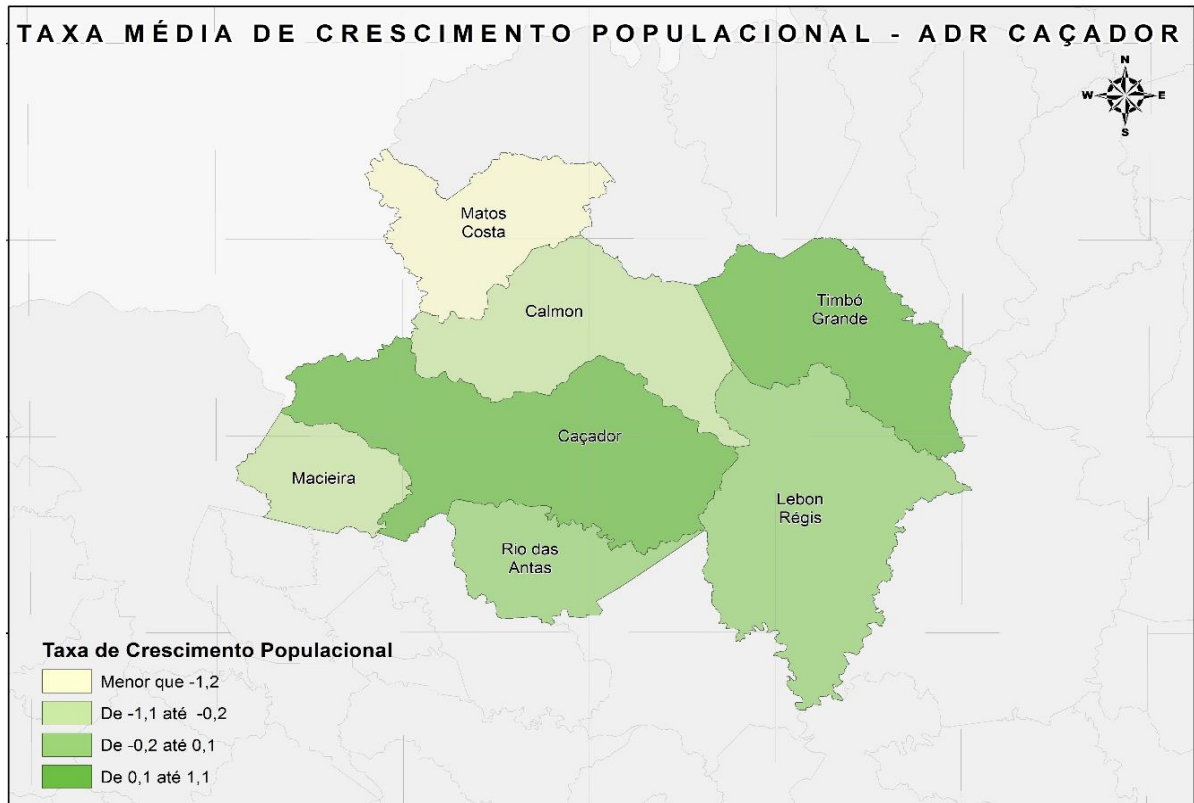 TAXA MÉDIA DE CRESCIMENTO POPULACIONAL - ADR CAÇADOR
N
W E
S
Matos
Costa
Calmon
Timbó
Grande
Caçador
Macieira
Lebon
Régis
Rio das
Antas
Taxa de Crescimento Populacional
Menor que -1,2
De -1,1 até -0,2
De -0,2 até 0,1
De 0,1 até 1,1